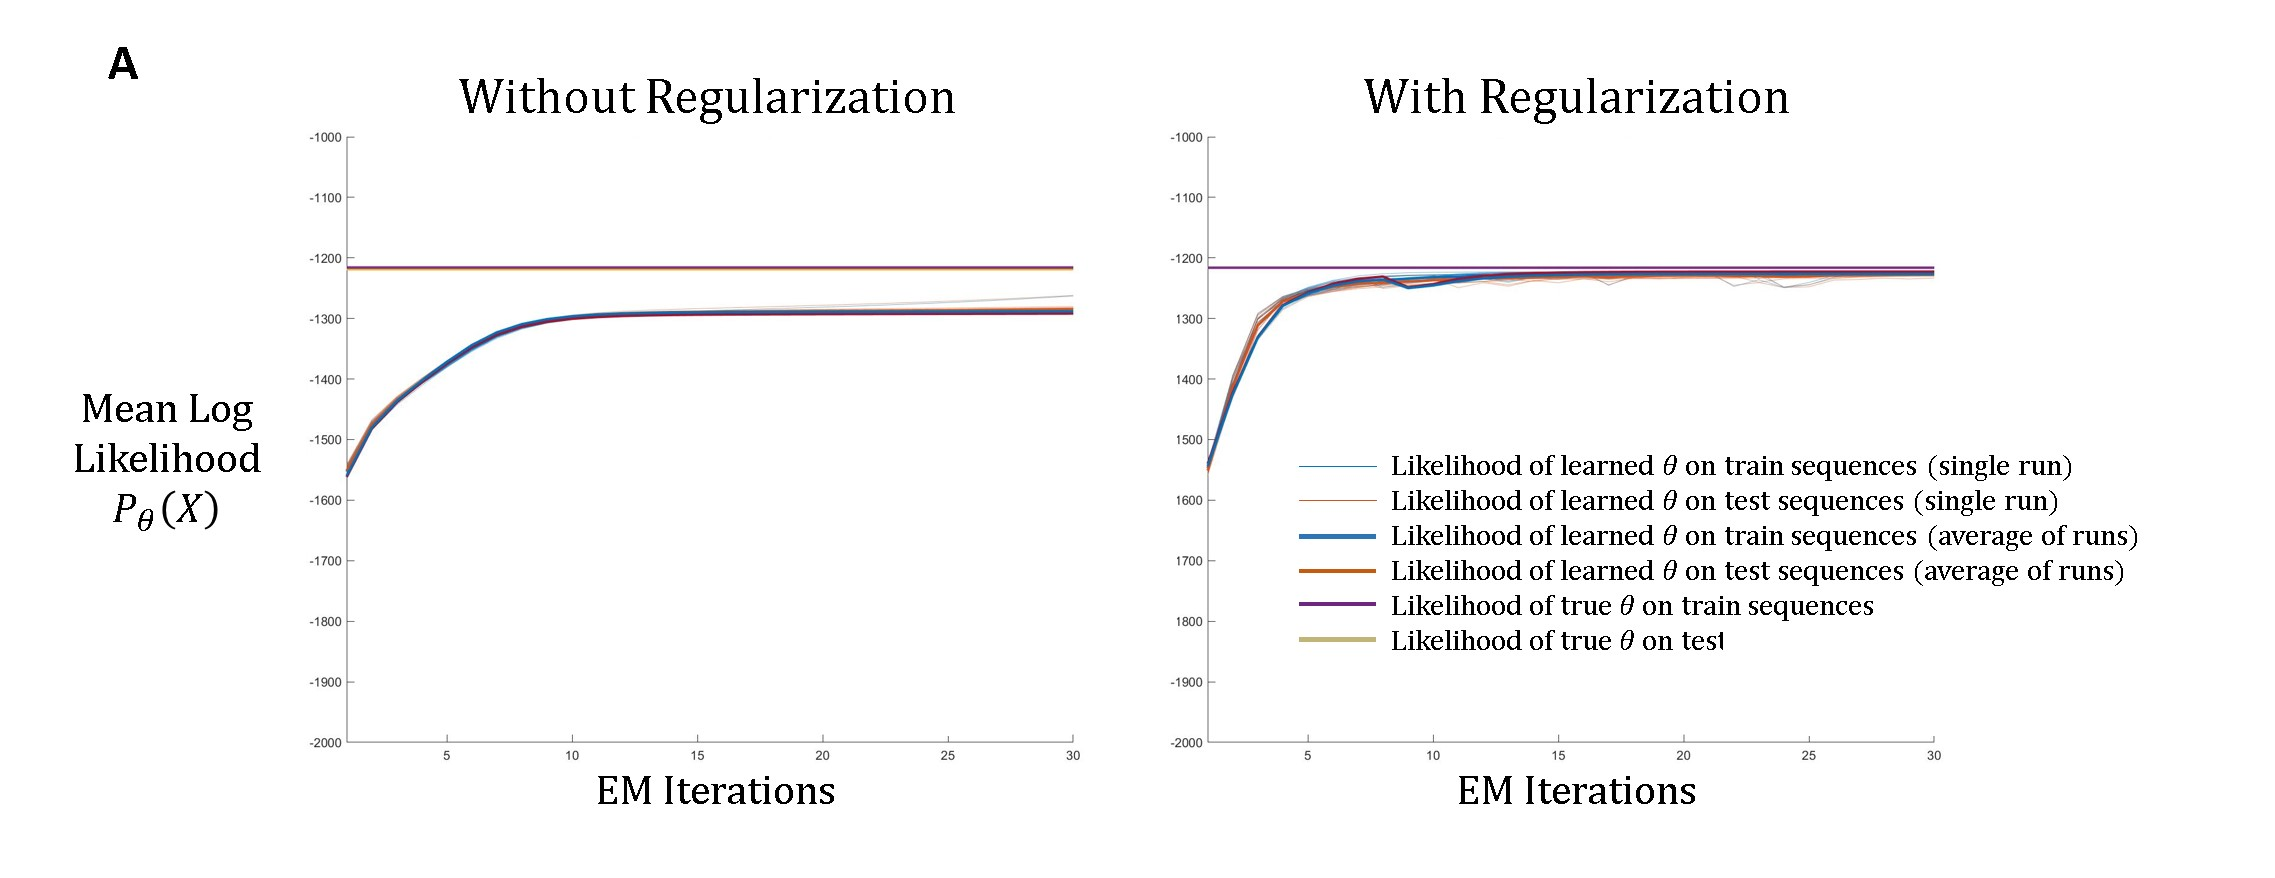 A
Without Regularization
With Regularization
-1000
-1100
-1200
-1300
-1400
-1500
-1600
-1700
-1800
-1900
-2000
5
10
15
20
25
30
EM Iterations
Mean Log
Likelihood
Pθ(X)
-1000
-1100
-1200
1300
1400
1500
1600
1700
1800
-1900
-2000
5
10
15
20
25
30
EM Iterations
Likelihood of learned θ on train sequences (single run)
Likelihood of learned θ on test sequences (single run)
Likelihood of learned θ on train sequences (average of runs)
Likelihood of learned θ on test sequences (average of runs)
Likelihood of true θ on train sequences
Likelihood of true θ on test